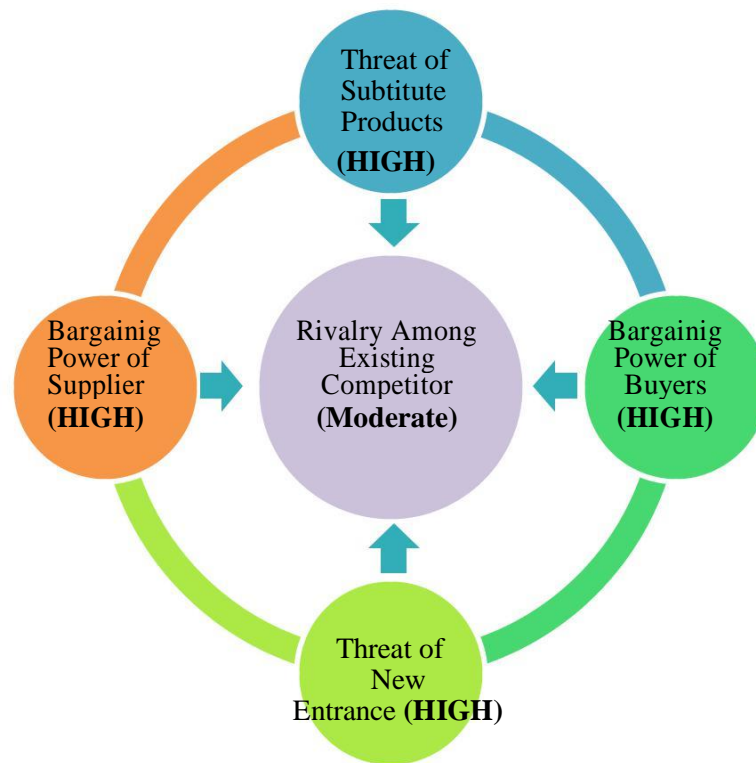 Threat of
Subtitute
Products
(HIGH)
Bargainig
Power of
Supplier
(HIGH)
Rivalry Among
Existing
Competitor
(Moderate)
Bargainig
Power of
Buyers
(HIGH)
Threat of
New
Entrance (HIGH)